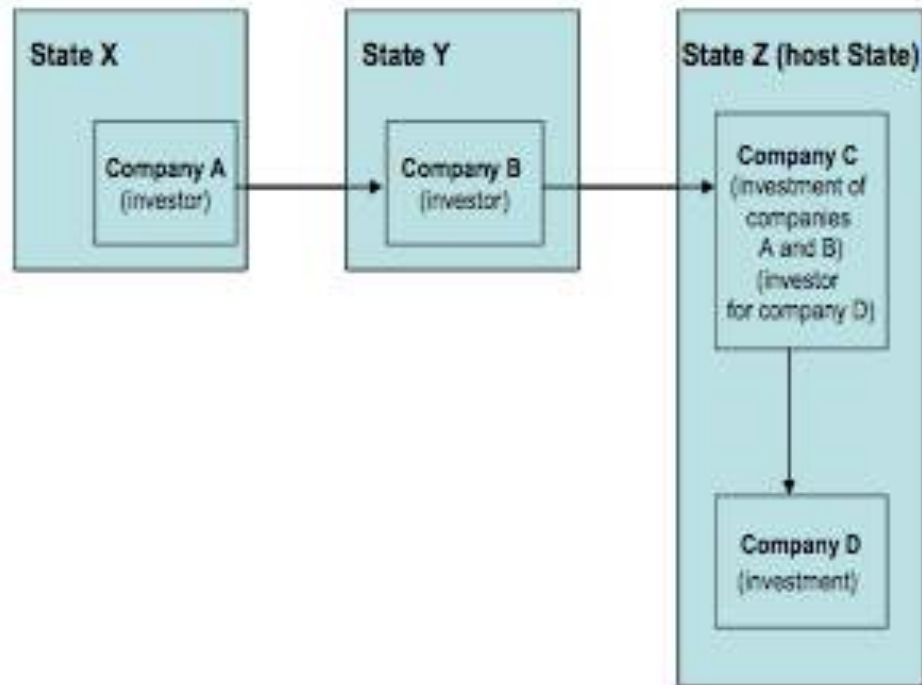 State X
Company A
(investor)
State Y
Company B
(investor)
State Z (host State)
Company C
(investment of
companies
A and B)
(investor
for company D)
Company D
(investment)